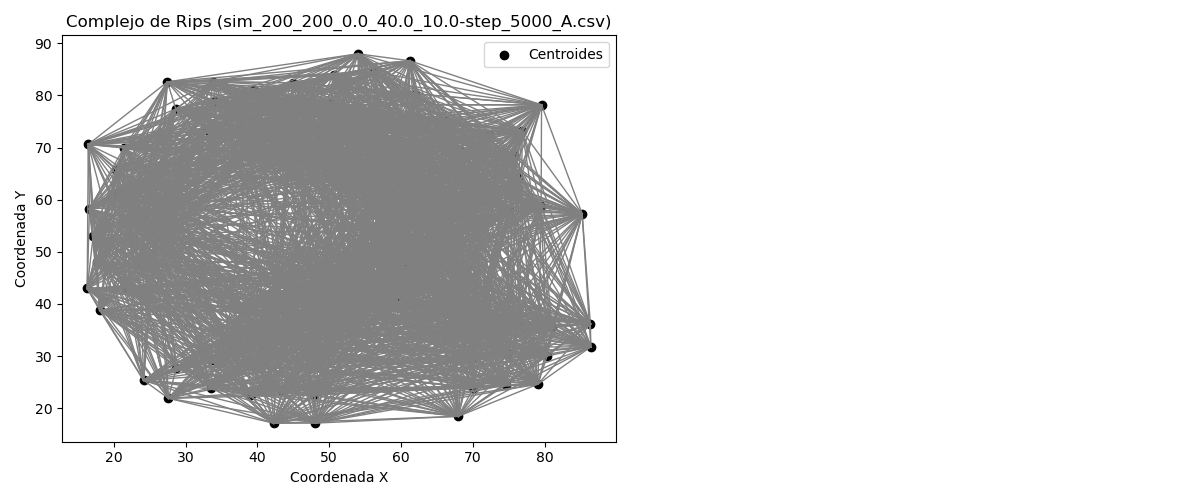 Complejo de Rips (sim_200_200_0.0_40.0_10.0-step_5000_A.csv)
Centroides
Coordenada Y
90
80
70
60
50
40
30
20
20 30 40 50 60 70 80
Coordenada X